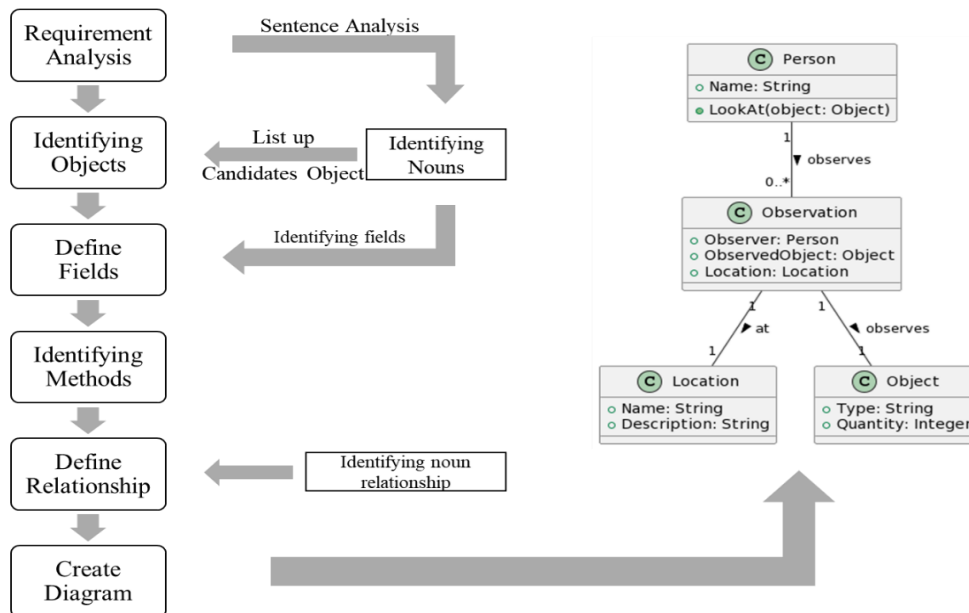 Requirement
Analysis
Sentence Analysis
Identifying
Objects
List up
Candidates Object
Identifying
Nouns
Define
Fields
Identifying fields
Identifying
Methods
Define
Relationship
Identifying noun
relationship
Create
Diagram
C Person
Name: String
LookAt(object: Object)
1
observes
0..*
C Observation
Observer: Person
ObservedObject: Object
Location: Location
1
at
1
1
observes
1
C Location
Name: String
Description: String
C Object
Type: String
Quantity: Integer